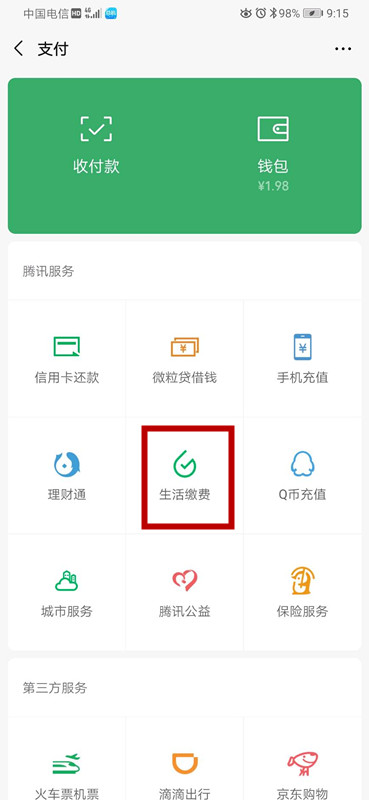 中国电信 HD 98% 9:15
支付
收付款 钱包
¥1.98
腾讯服务
信用卡还款 微粒贷借钱 手机充值
理财通 生活缴费 Q币充值
城市服务 腾讯公益 保险服务
第三方服务
火车票机票 滴滴出行 京东购物